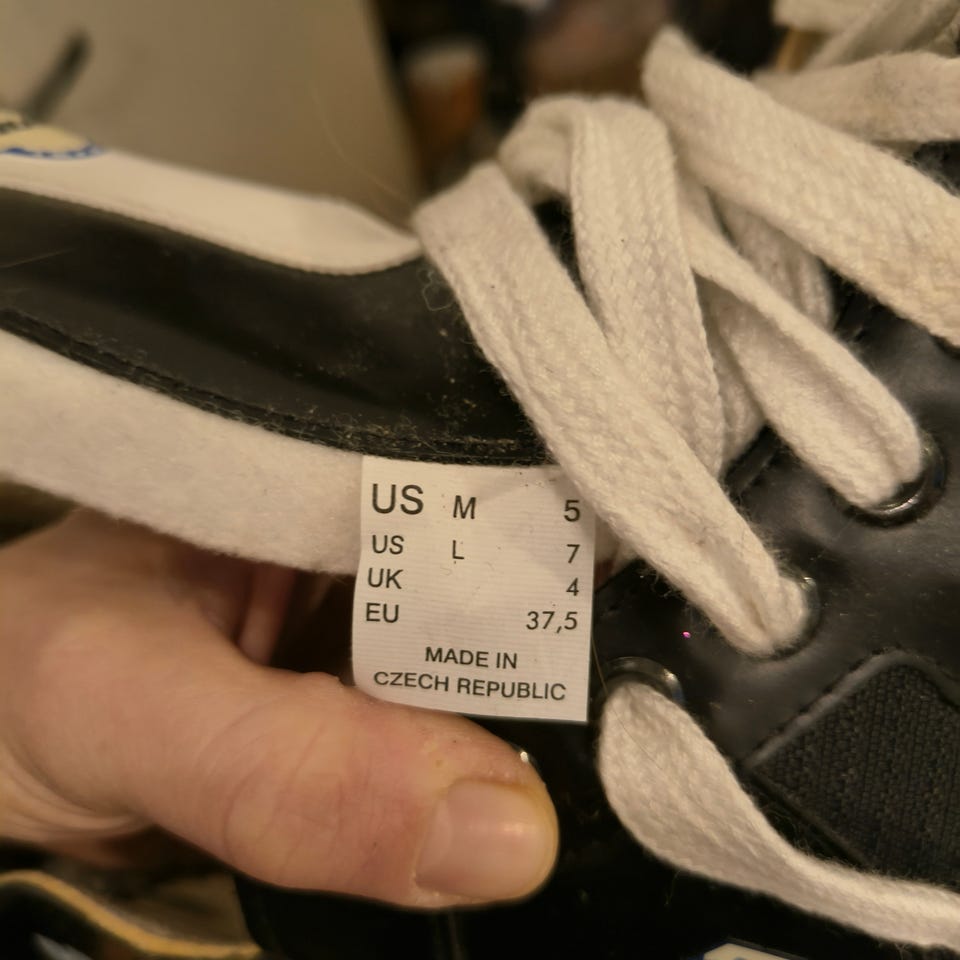 US M 5
US L 7
UK 4
EU 37,5
MADE IN
CZECH REPUBLIC